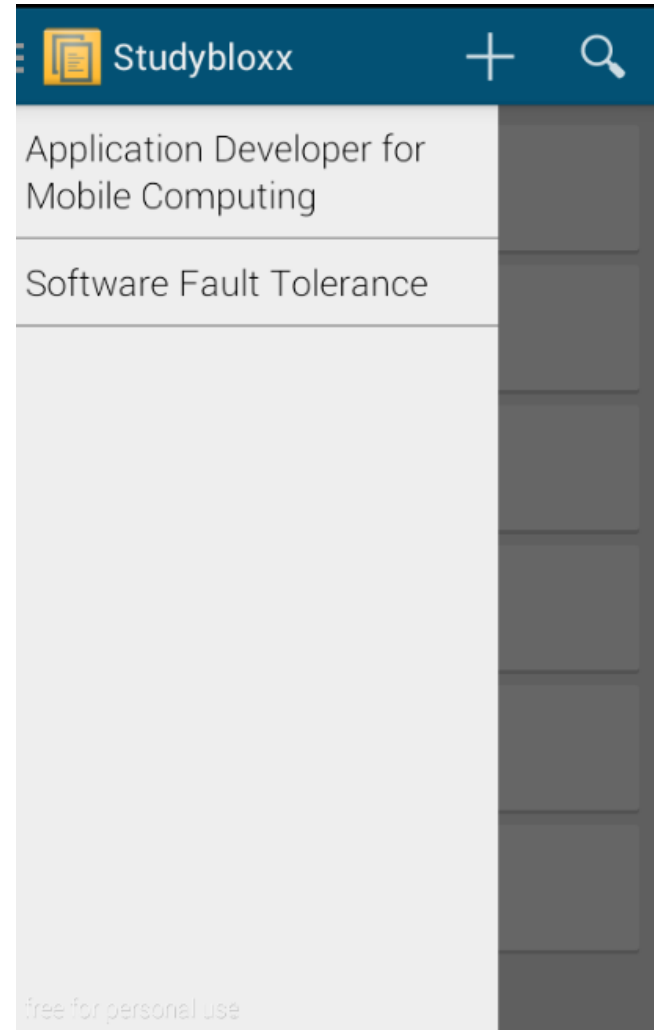 Studybloxx
Application Developer for
Mobile Computing
Software Fault Tolerance
free for personal use